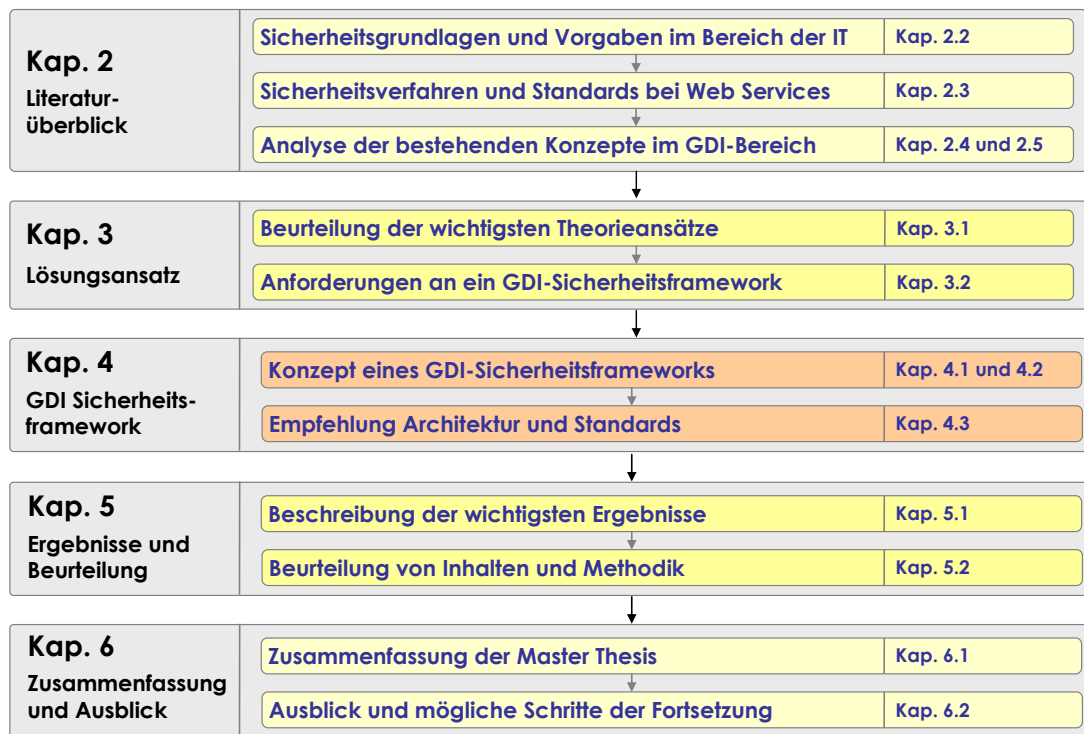 Kap. 2
Literatur-
überblick
Sicherheitsgrundlagen und Vorgaben im Bereich der IT Kap. 2.2
Sicherheitsverfahren und Standards bei Web Services Kap. 2.3
Analyse der bestehenden Konzepte im GDI-Bereich Kap. 2.4 und 2.5
Kap. 3
Lösungsansatz
Beurteilung der wichtigsten Theorieansätze Kap. 3.1
Anforderungen an ein GDI-Sicherheitsframework Kap. 3.2
Kap. 4
GDI Sicherheits-
framework
Konzept eines GDI-Sicherheitsframeworks Kap. 4.1 und 4.2
Empfehlung Architektur und Standards Kap. 4.3
Kap. 5
Ergebnisse und
Beurteilung
Beschreibung der wichtigsten Ergebnisse Kap. 5.1
Beurteilung von Inhalten und Methodik Kap. 5.2
Kap. 6
Zusammenfassung
und Ausblick
Zusammenfassung der Master Thesis Kap. 6.1
Ausblick und mögliche Schritte der Fortsetzung Kap. 6.2